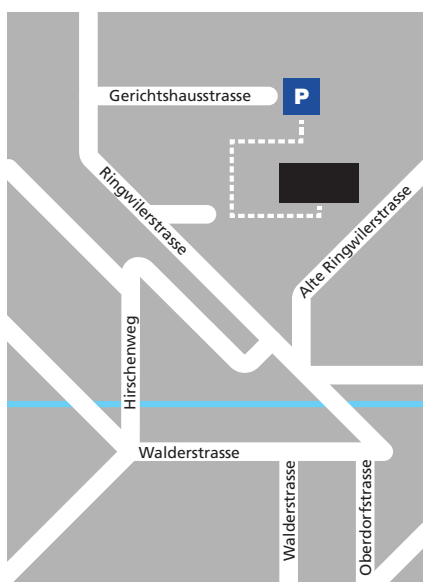 Gerichtshausstrasse
P
Ringwilerstrasse
Alte Ringwilerstrasse
Hirschenweg
Walderstrasse
Walderstrasse
Oberdorfstrasse